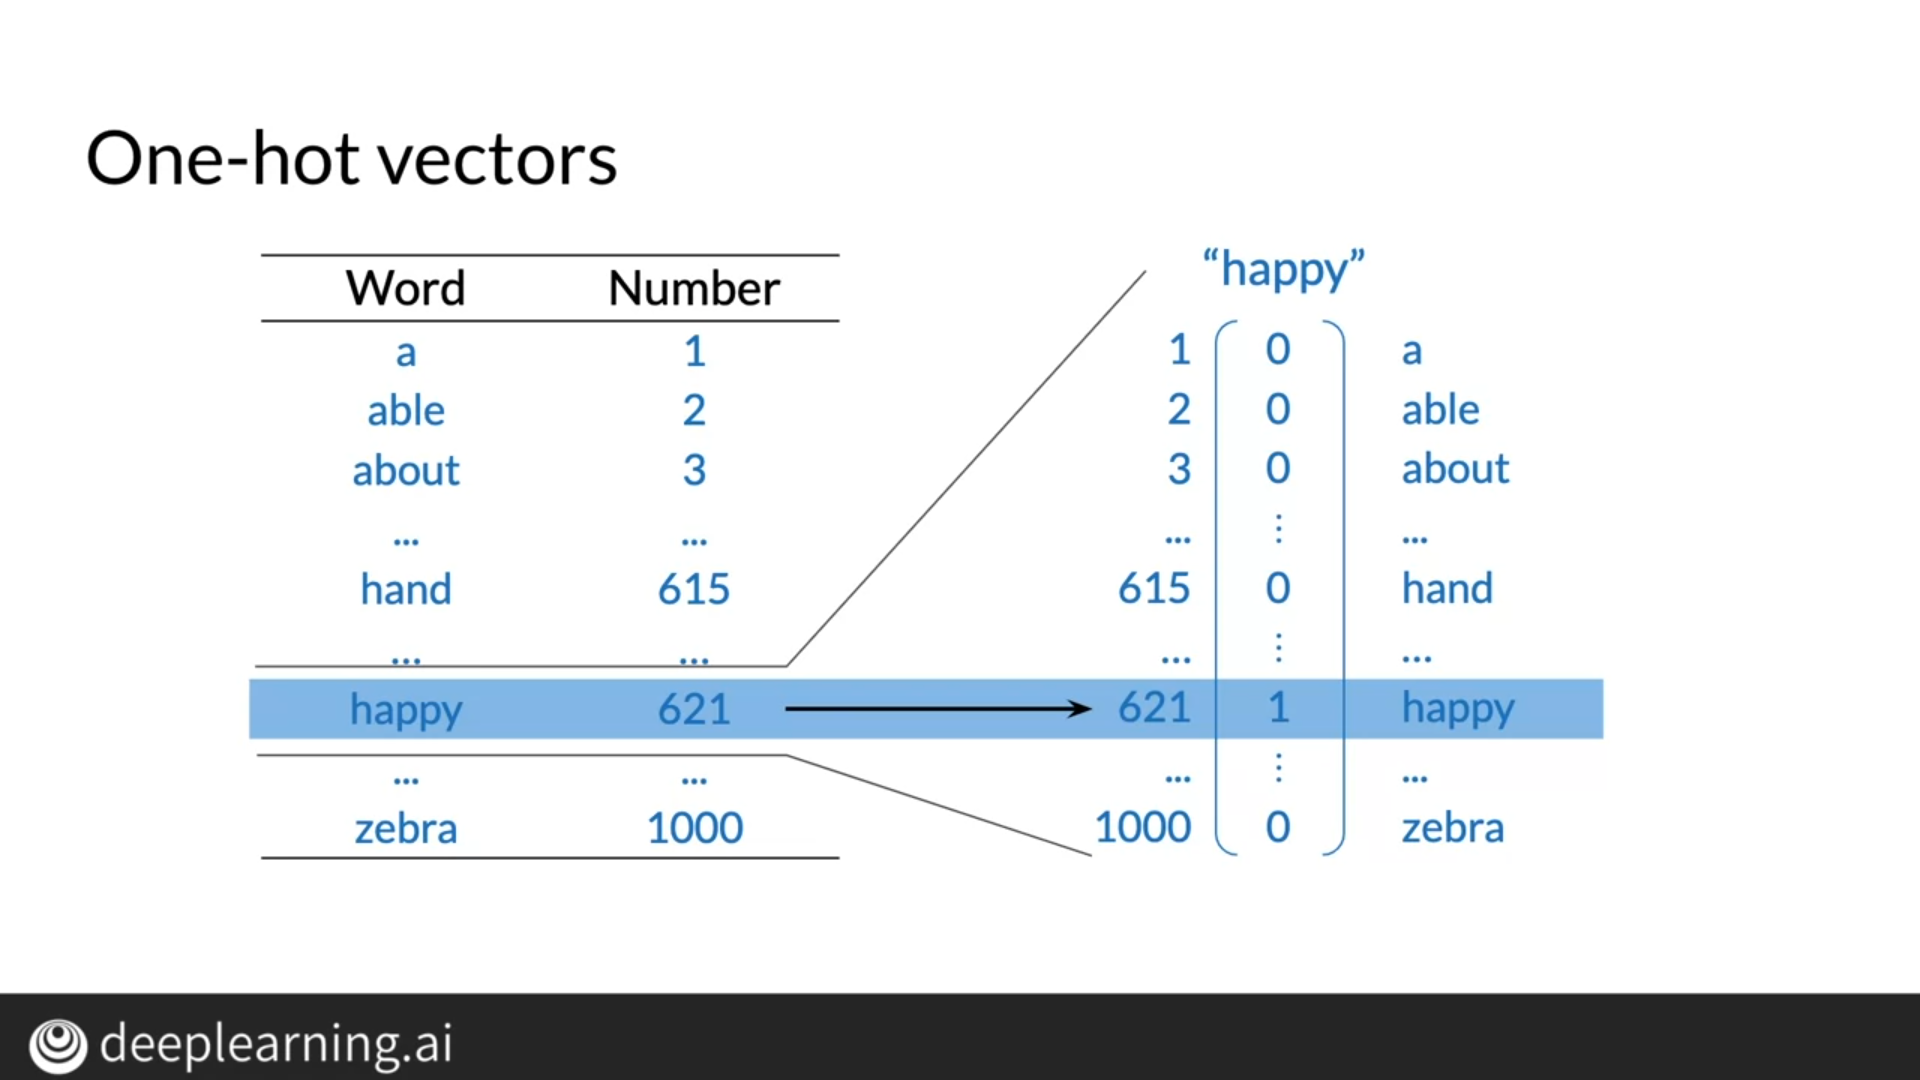 One-hot vectors
Word Number
a 1
able 2
about 3
... ...
hand 615
... ...
happy 621
... ...
zebra 1000
“happy”
1 0 a
2 0 able
3 0 about
... ⋮ ...
615 0 hand
... ⋮ ...
621 1 happy
... ⋮ ...
1000 0 zebra
deeplearning.ai